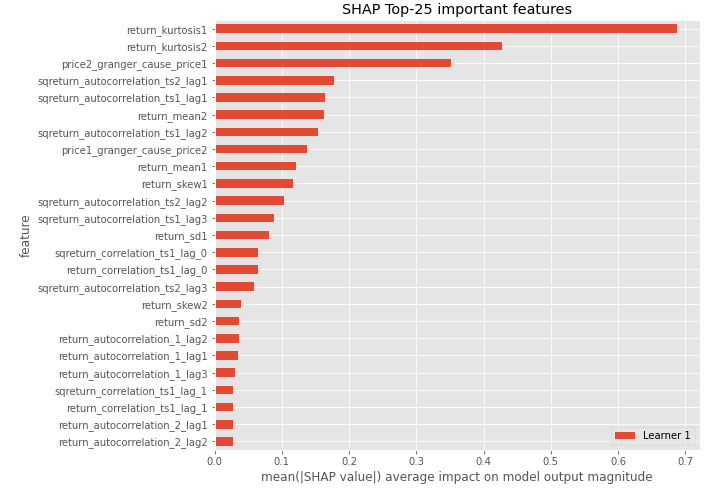 SHAP Top-25 important features
return_kurtosis1
return_kurtosis2
price2_granger_cause_price1
sqreturn_autocorrelation_ts2_lag1
sqreturn_autocorrelation_ts1_lag1
return_mean2
sqreturn_autocorrelation_ts1_lag2
price1_granger_cause_price2
return_mean1
return_skew1
sqreturn_autocorrelation_ts2_lag2
sqreturn_autocorrelation_ts1_lag3
return_sd1
sqreturn_correlation_ts1_lag_0
return_correlation_ts1_lag_0
sqreturn_autocorrelation_ts2_lag3
return_skew2
return_sd2
return_autocorrelation_1_lag2
return_autocorrelation_1_lag1
return_autocorrelation_1_lag3
sqreturn_correlation_ts1_lag_1
return_correlation_ts1_lag_1
return_autocorrelation_2_lag1
return_autocorrelation_2_lag2
feature
Learner 1
0.0 0.1 0.2 0.3 0.4 0.5 0.6 0.7
mean(|SHAP value|) average impact on model output magnitude